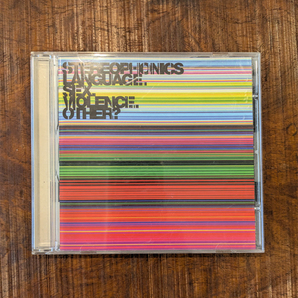 STEREOPHONICS
LANGUAGE.
SEX.
VIOLENCE.
OTHER?